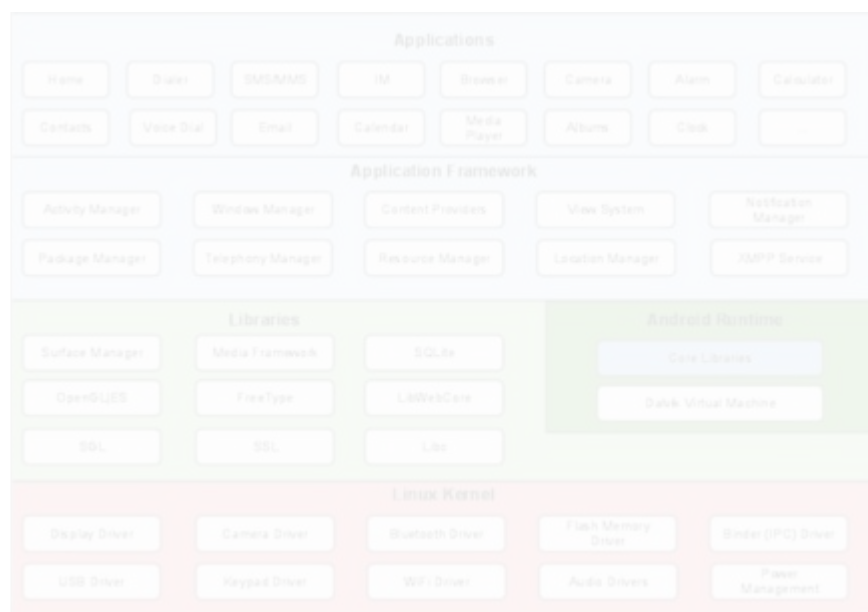 Applications
Home Dialer SMS/MMS IM Browser Camera Alarm Calculator
Contacts Voice Dial Email Calendar Media Player Albums Clock
Application Framework
Activity Manager Window Manager Content Providers View System Notification Manager
Package Manager Telephony Manager Resource Manager Location Manager XMPP Service
Libraries Android Runtime
Surface Manager Media Framework SQLite Core Libraries
OpenGL|ES FreeType LibWebCore Dalvik Virtual Machine
SGL SSL Libc
Linux Kernel
Display Driver Camera Driver Bluetooth Driver Flash Memory Driver Binder (IPC) Driver
USB Driver Keypad Driver WiFi Driver Audio Drivers Power Management